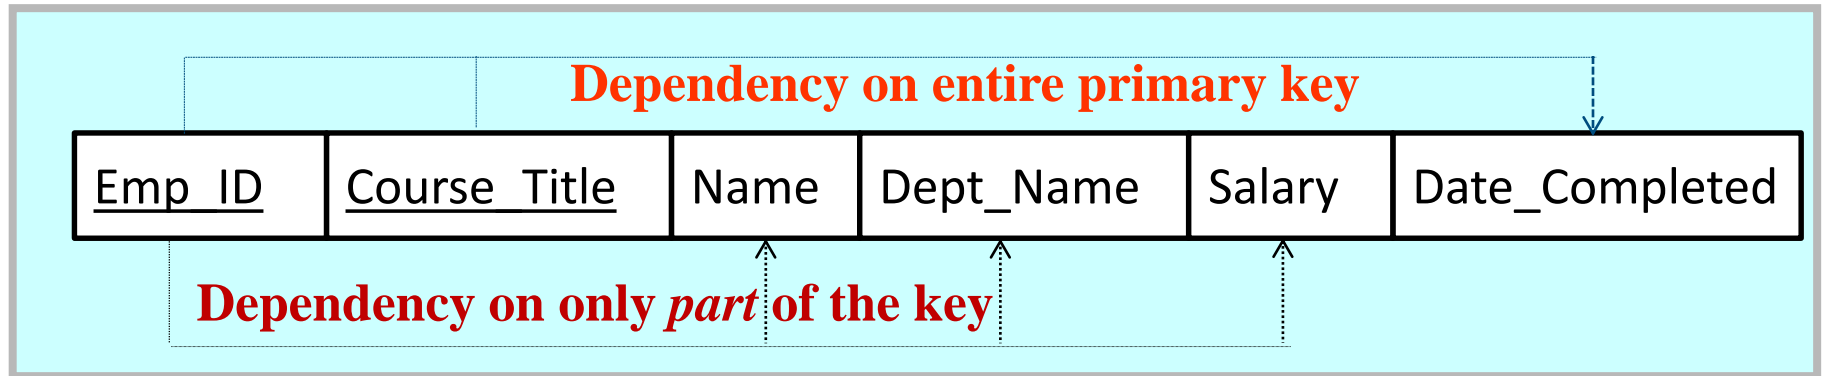 Dependency on entire primary key
Emp_ID Course_Title Name Dept_Name Salary Date_Completed
Dependency on only part of the key